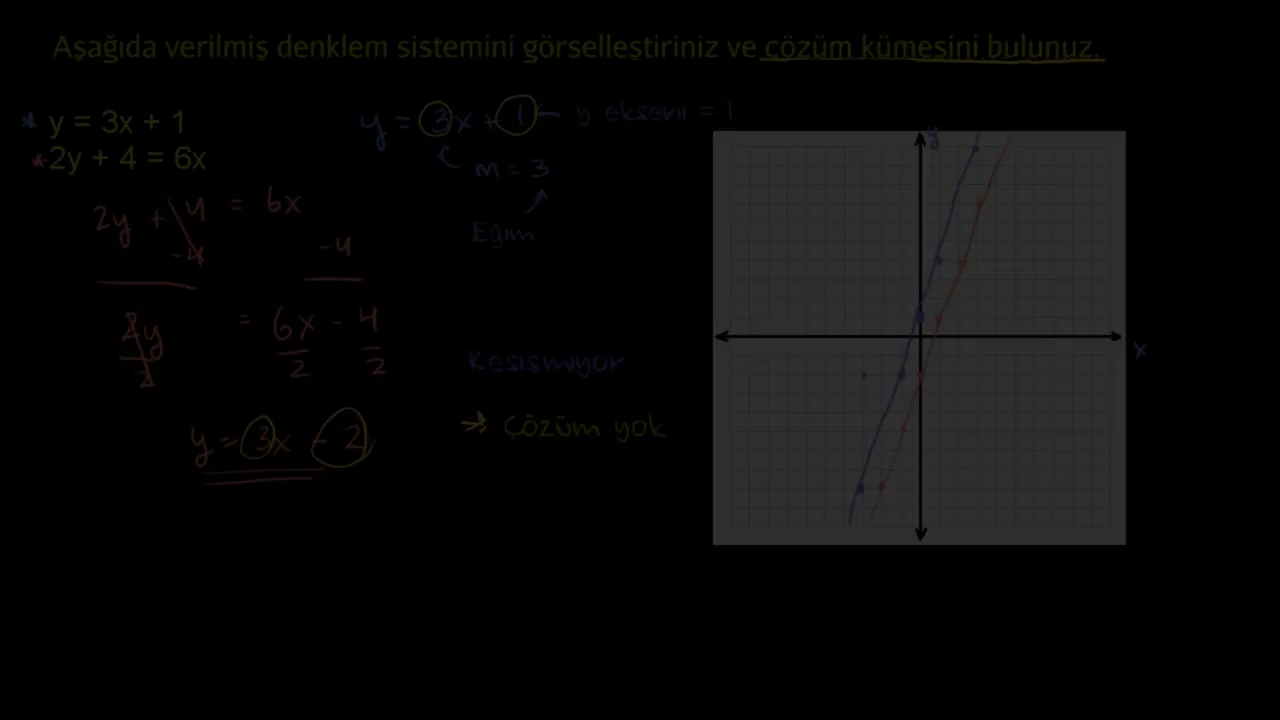 Aşağıda verilmiş denklem sistemini görselleştiriniz ve çözüm kümesini bulunuz.
* y = 3x + 1
* 2y + 4 = 6x
y = 3x + 1 ← y ekseni = 1
m = 3
Eğim
2y + 4 = 6x
-4 -4
2y = 6x - 4
2 2 2
y = 3x - 2
Kesişmiyor
→ Çözüm yok
y
x